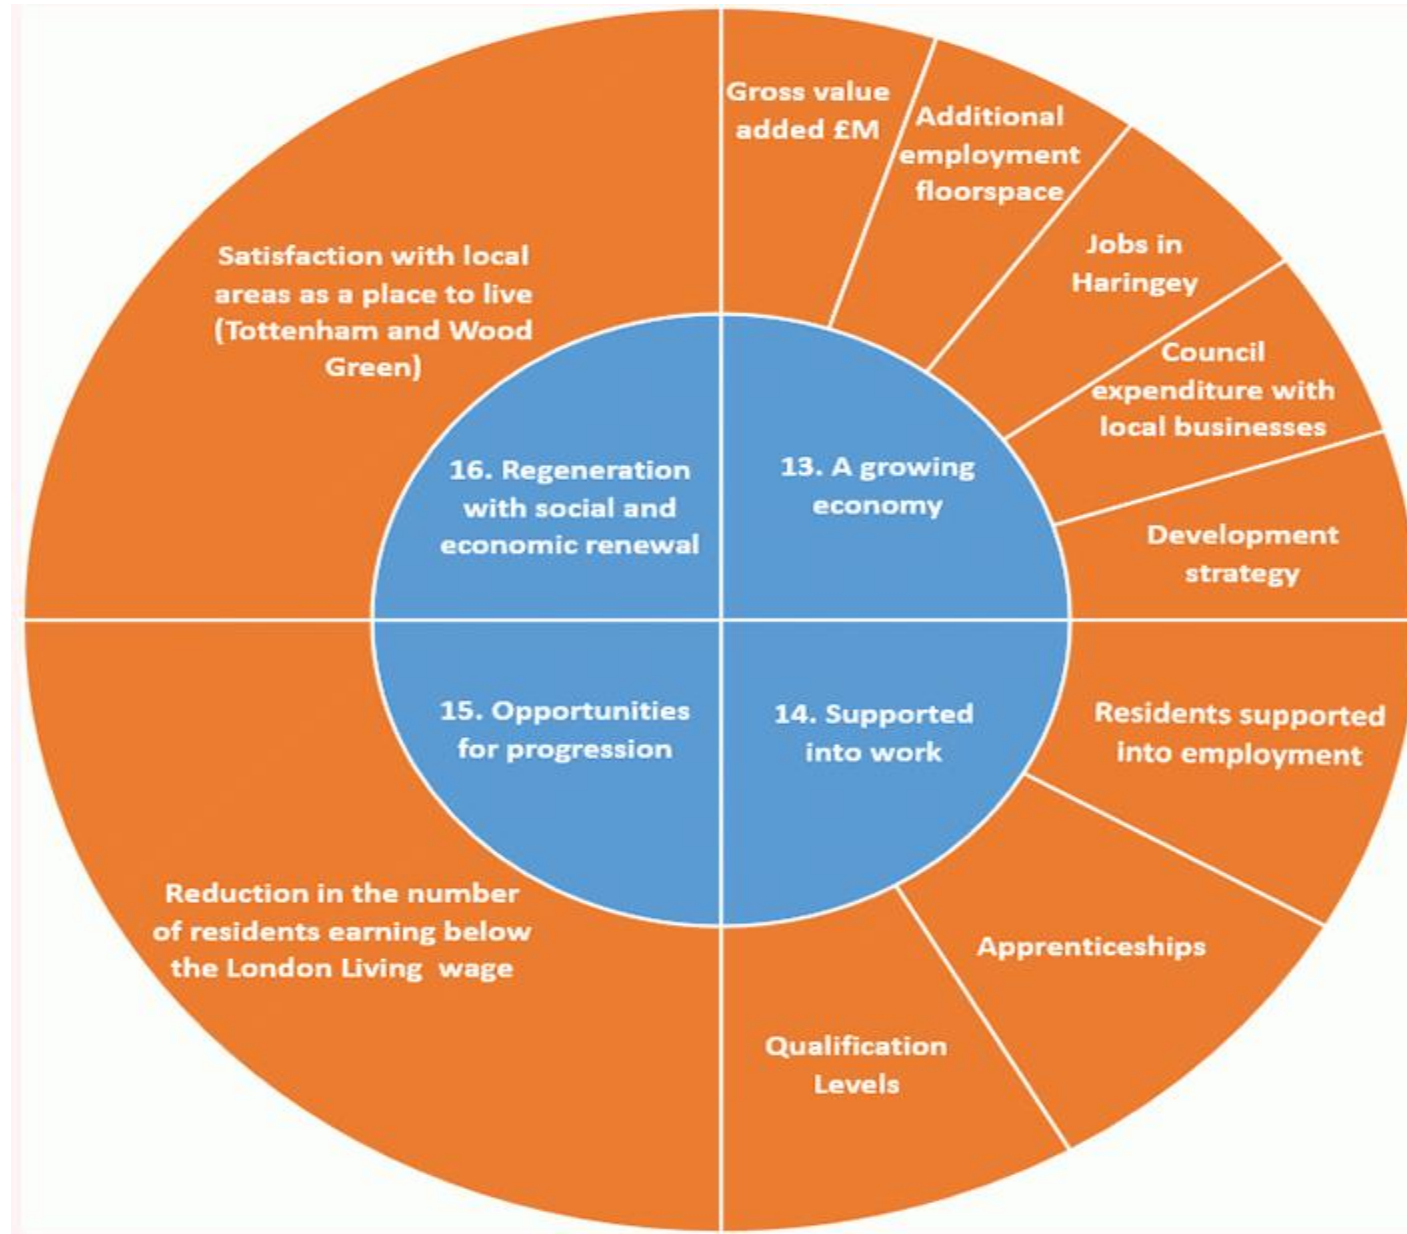 Gross value
added £M
Additional
employment
floorspace
Jobs in
Haringey
Council
expenditure with
local businesses
Development
strategy
Residents supported
into employment
Apprenticeships
Qualification
Levels
Reduction in the number
of residents earning below
the London Living wage
Satisfaction with local
areas as a place to live
(Tottenham and Wood
Green)
13. A growing
economy
14. Supported
into work
15. Opportunities
for progression
16. Regeneration
with social and
economic renewal